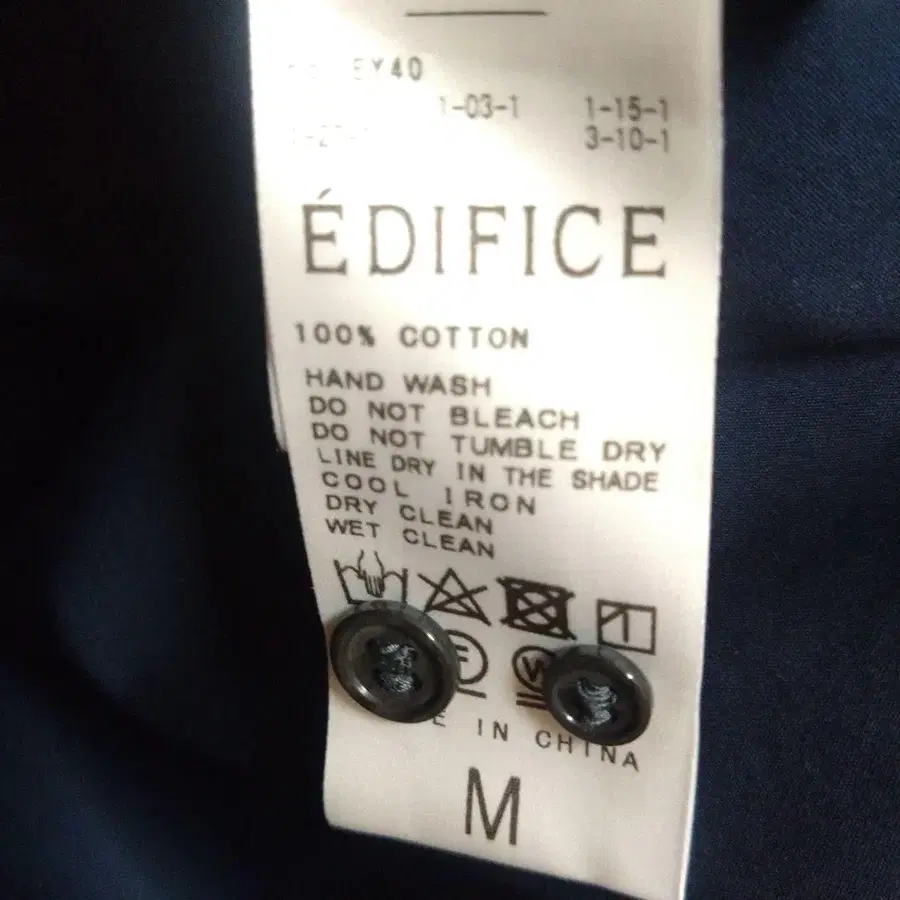 EY40
1-03-1 1-15-1
3-10-1
ÉDIFICE
100% COTTON
HAND WASH
DO NOT BLEACH
DO NOT TUMBLE DRY
LINE DRY IN THE SHADE
COOL IRON
DRY CLEAN
WET CLEAN
F W
IN CHINA
M